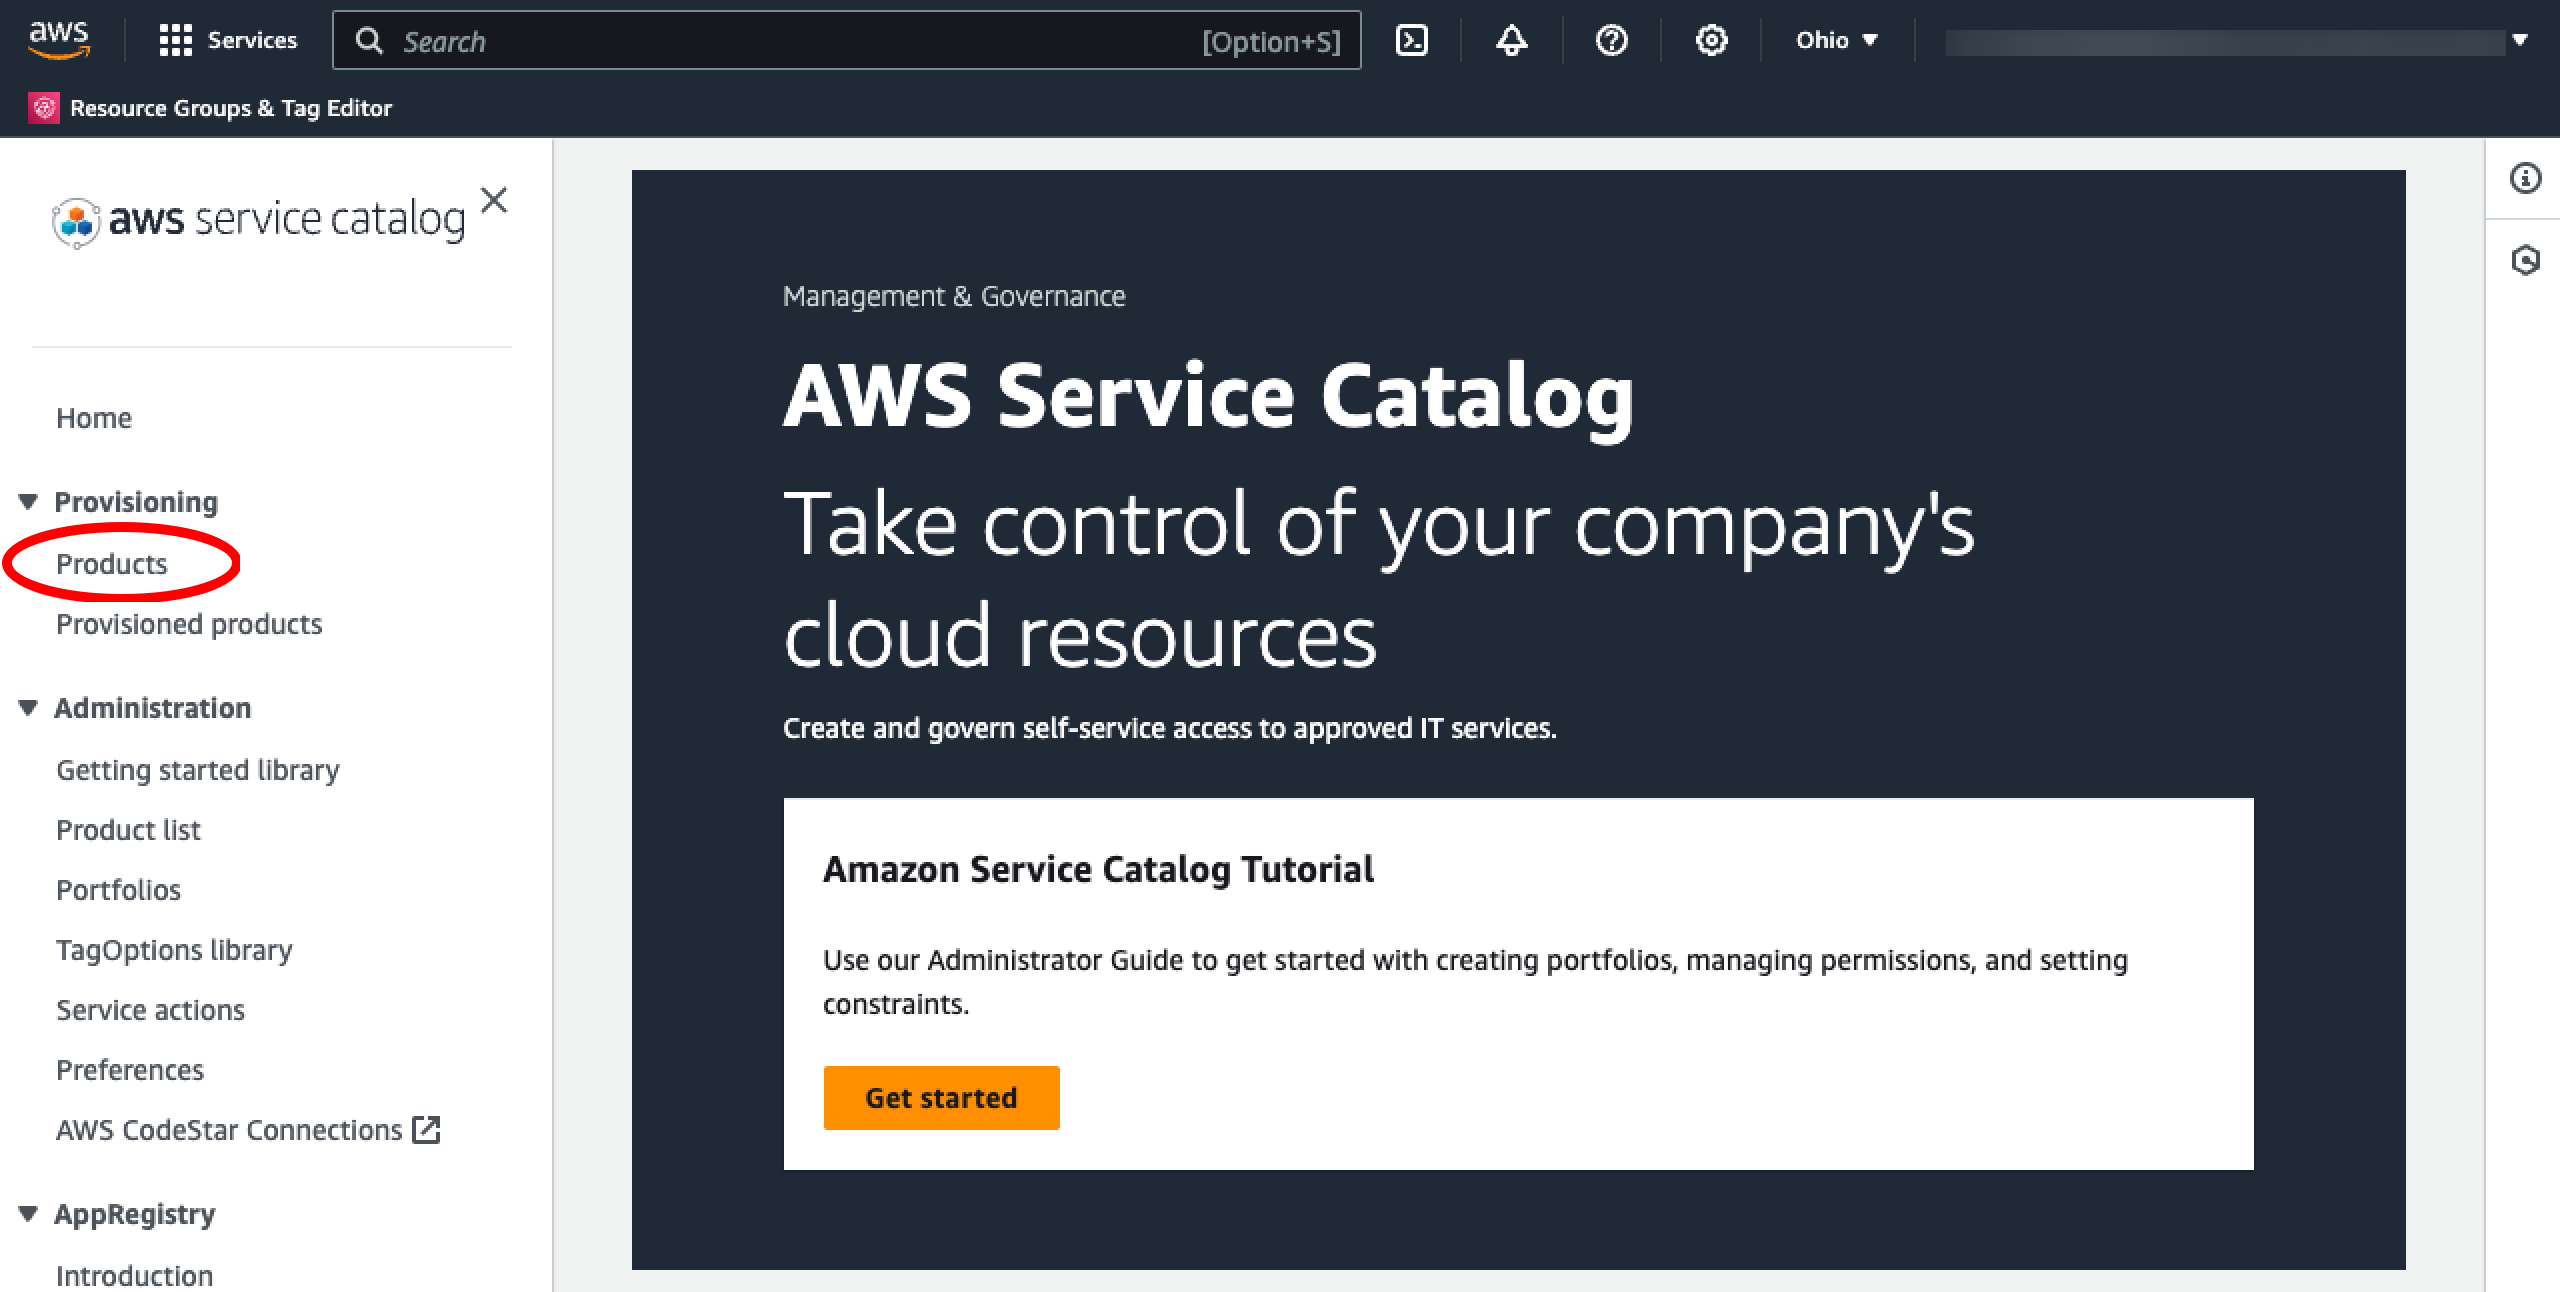 aws
Services
Search
[Option+S]
Ohio
Resource Groups & Tag Editor
aws service catalog
Home
Provisioning
Products
Provisioned products
Administration
Getting started library
Product list
Portfolios
TagOptions library
Service actions
Preferences
AWS CodeStar Connections
AppRegistry
Introduction
Management & Governance
AWS Service Catalog
Take control of your company's
cloud resources
Create and govern self-service access to approved IT services.
Amazon Service Catalog Tutorial
Use our Administrator Guide to get started with creating portfolios, managing permissions, and setting
constraints.
Get started